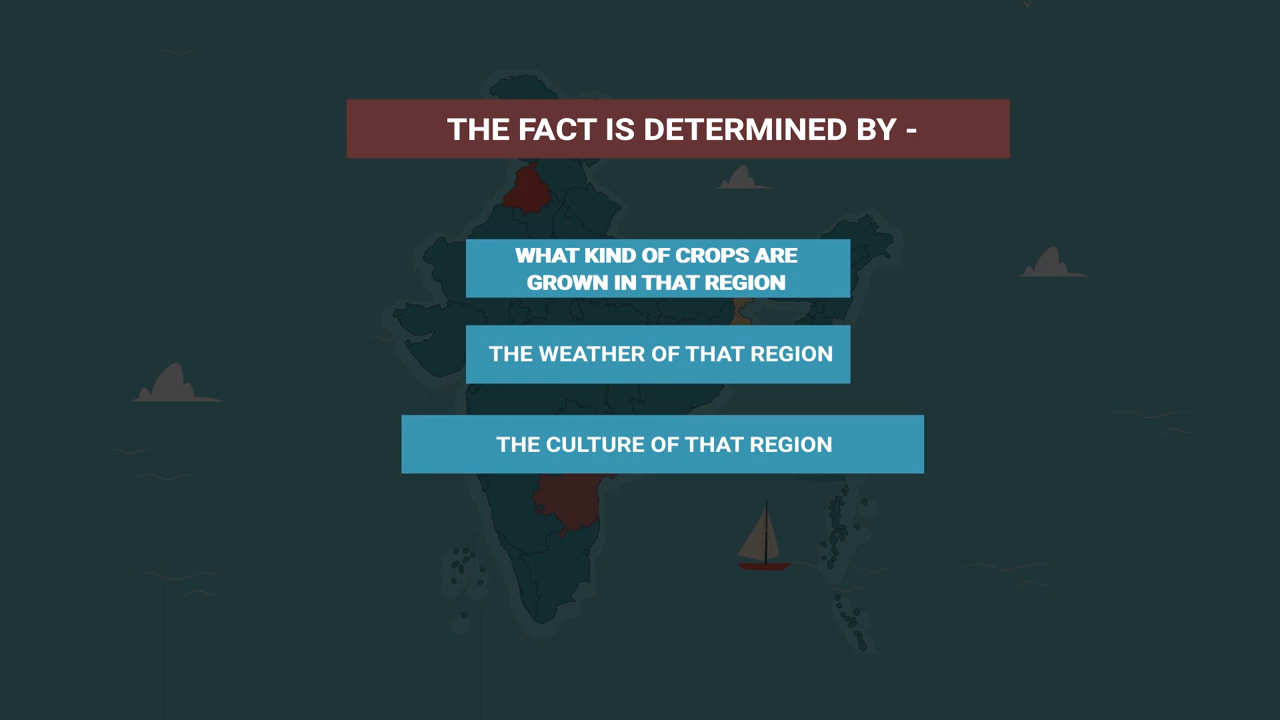 THE FACT IS DETERMINED BY -
WHAT KIND OF CROPS ARE
GROWN IN THAT REGION
THE WEATHER OF THAT REGION
THE CULTURE OF THAT REGION